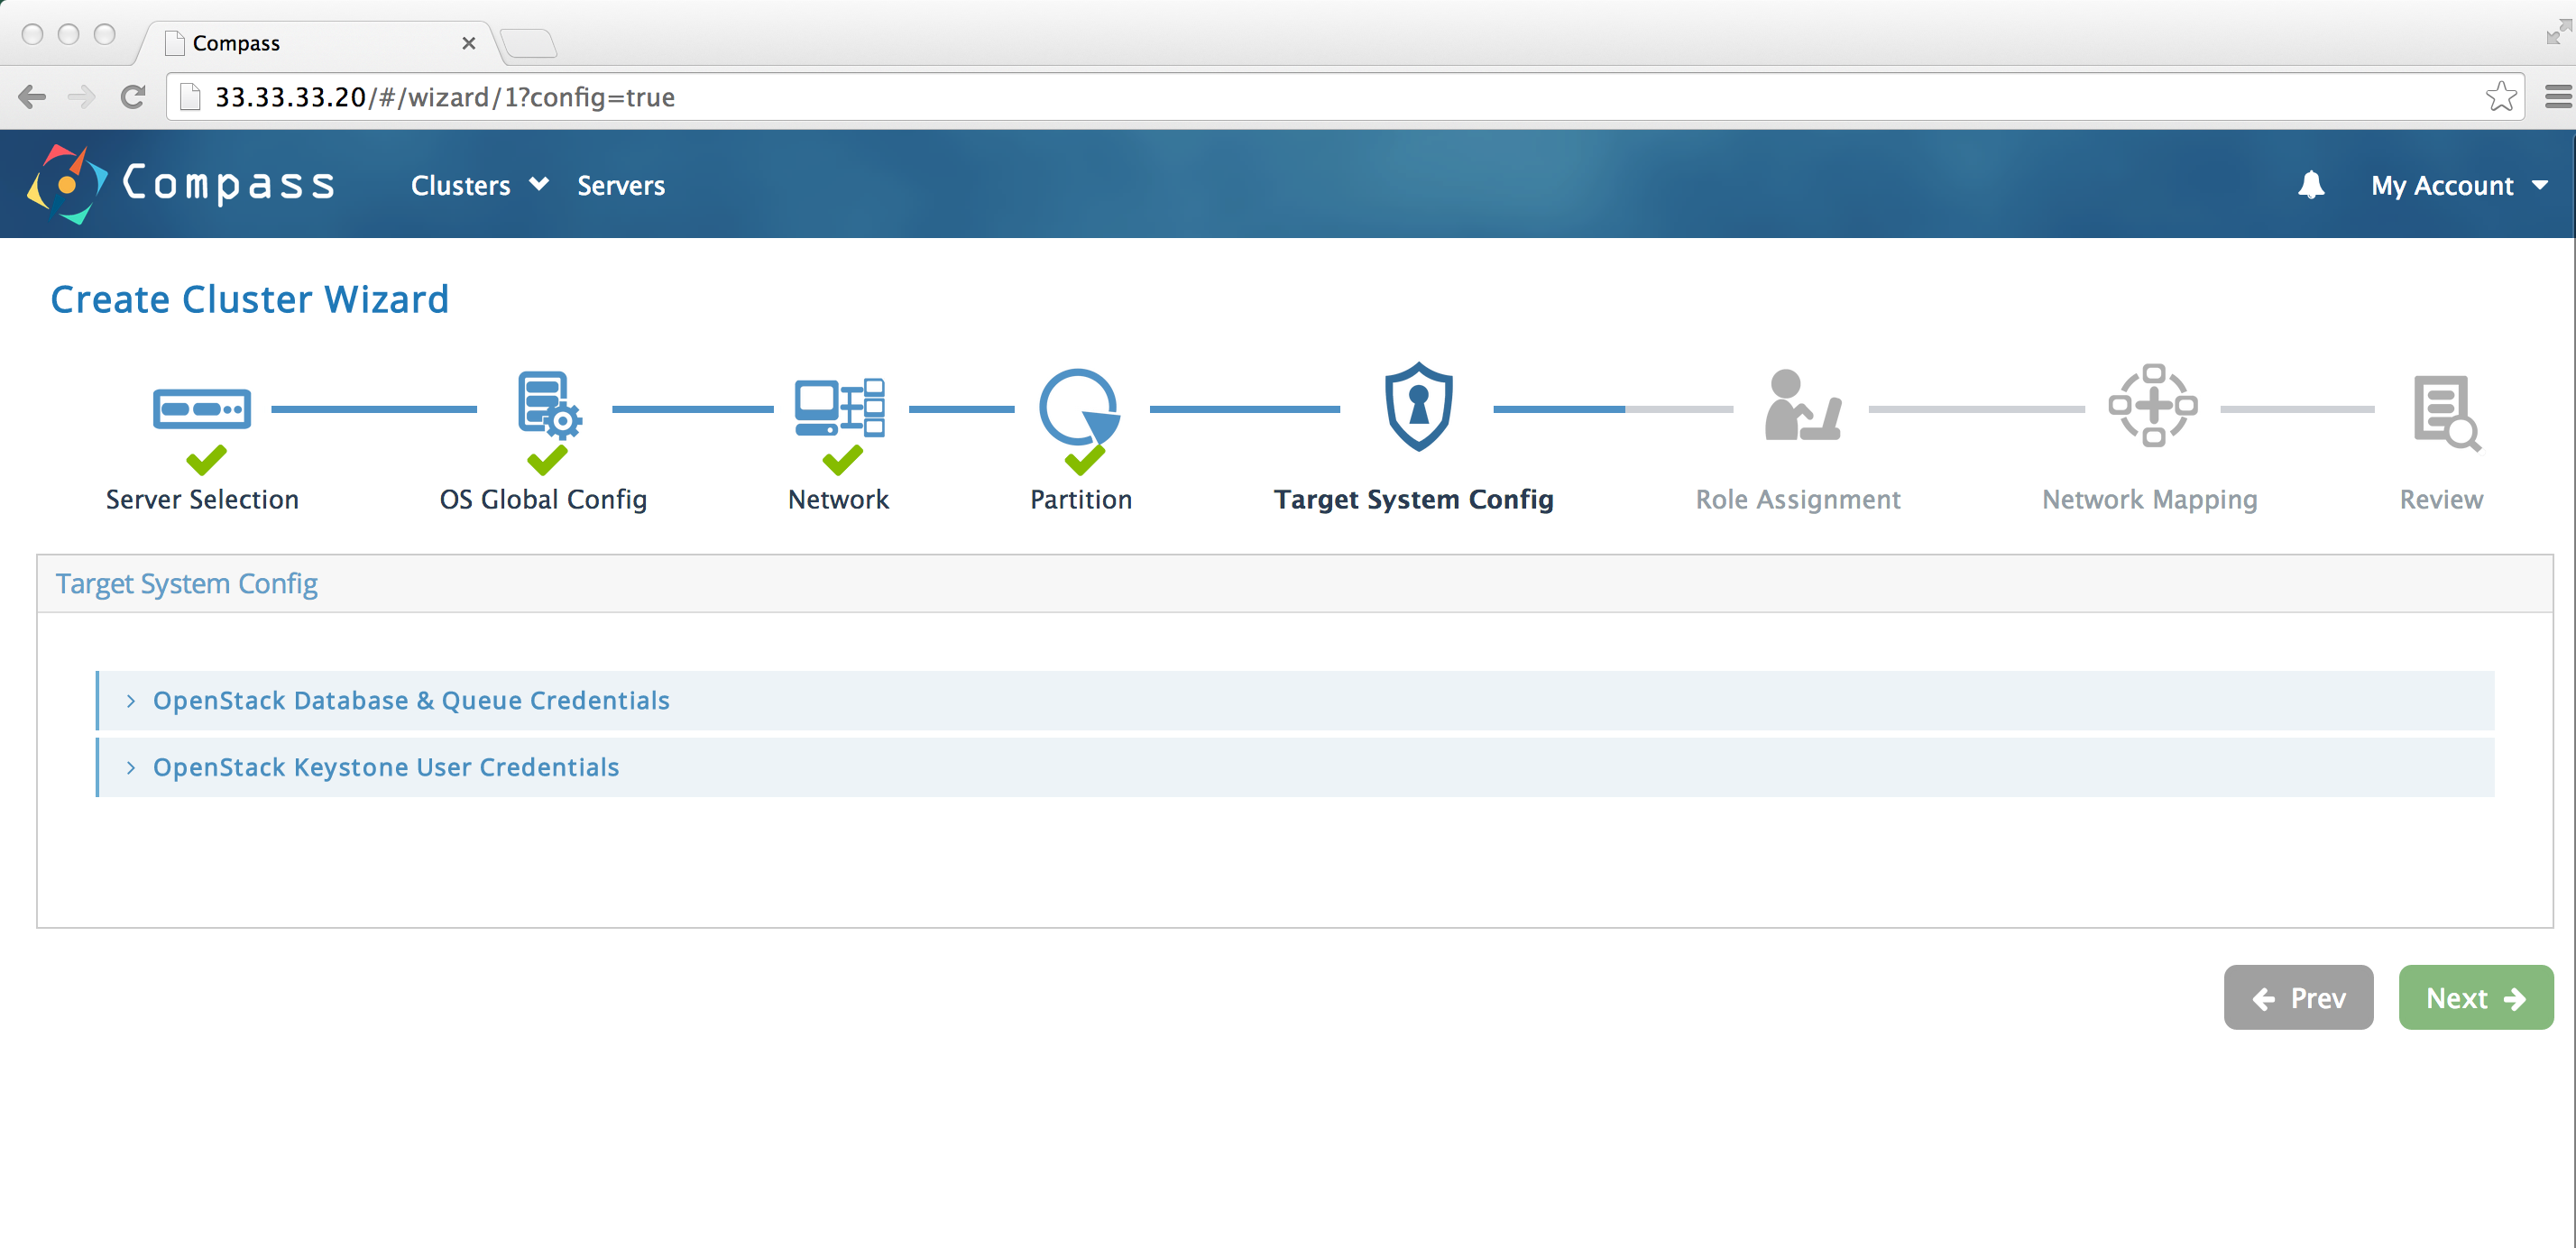 Compass
33.33.33.20/#/wizard/1?config=true
Compass Clusters Servers My Account
Create Cluster Wizard
Server Selection OS Global Config Network Partition Target System Config Role Assignment Network Mapping Review
Target System Config
OpenStack Database & Queue Credentials
OpenStack Keystone User Credentials
Prev Next